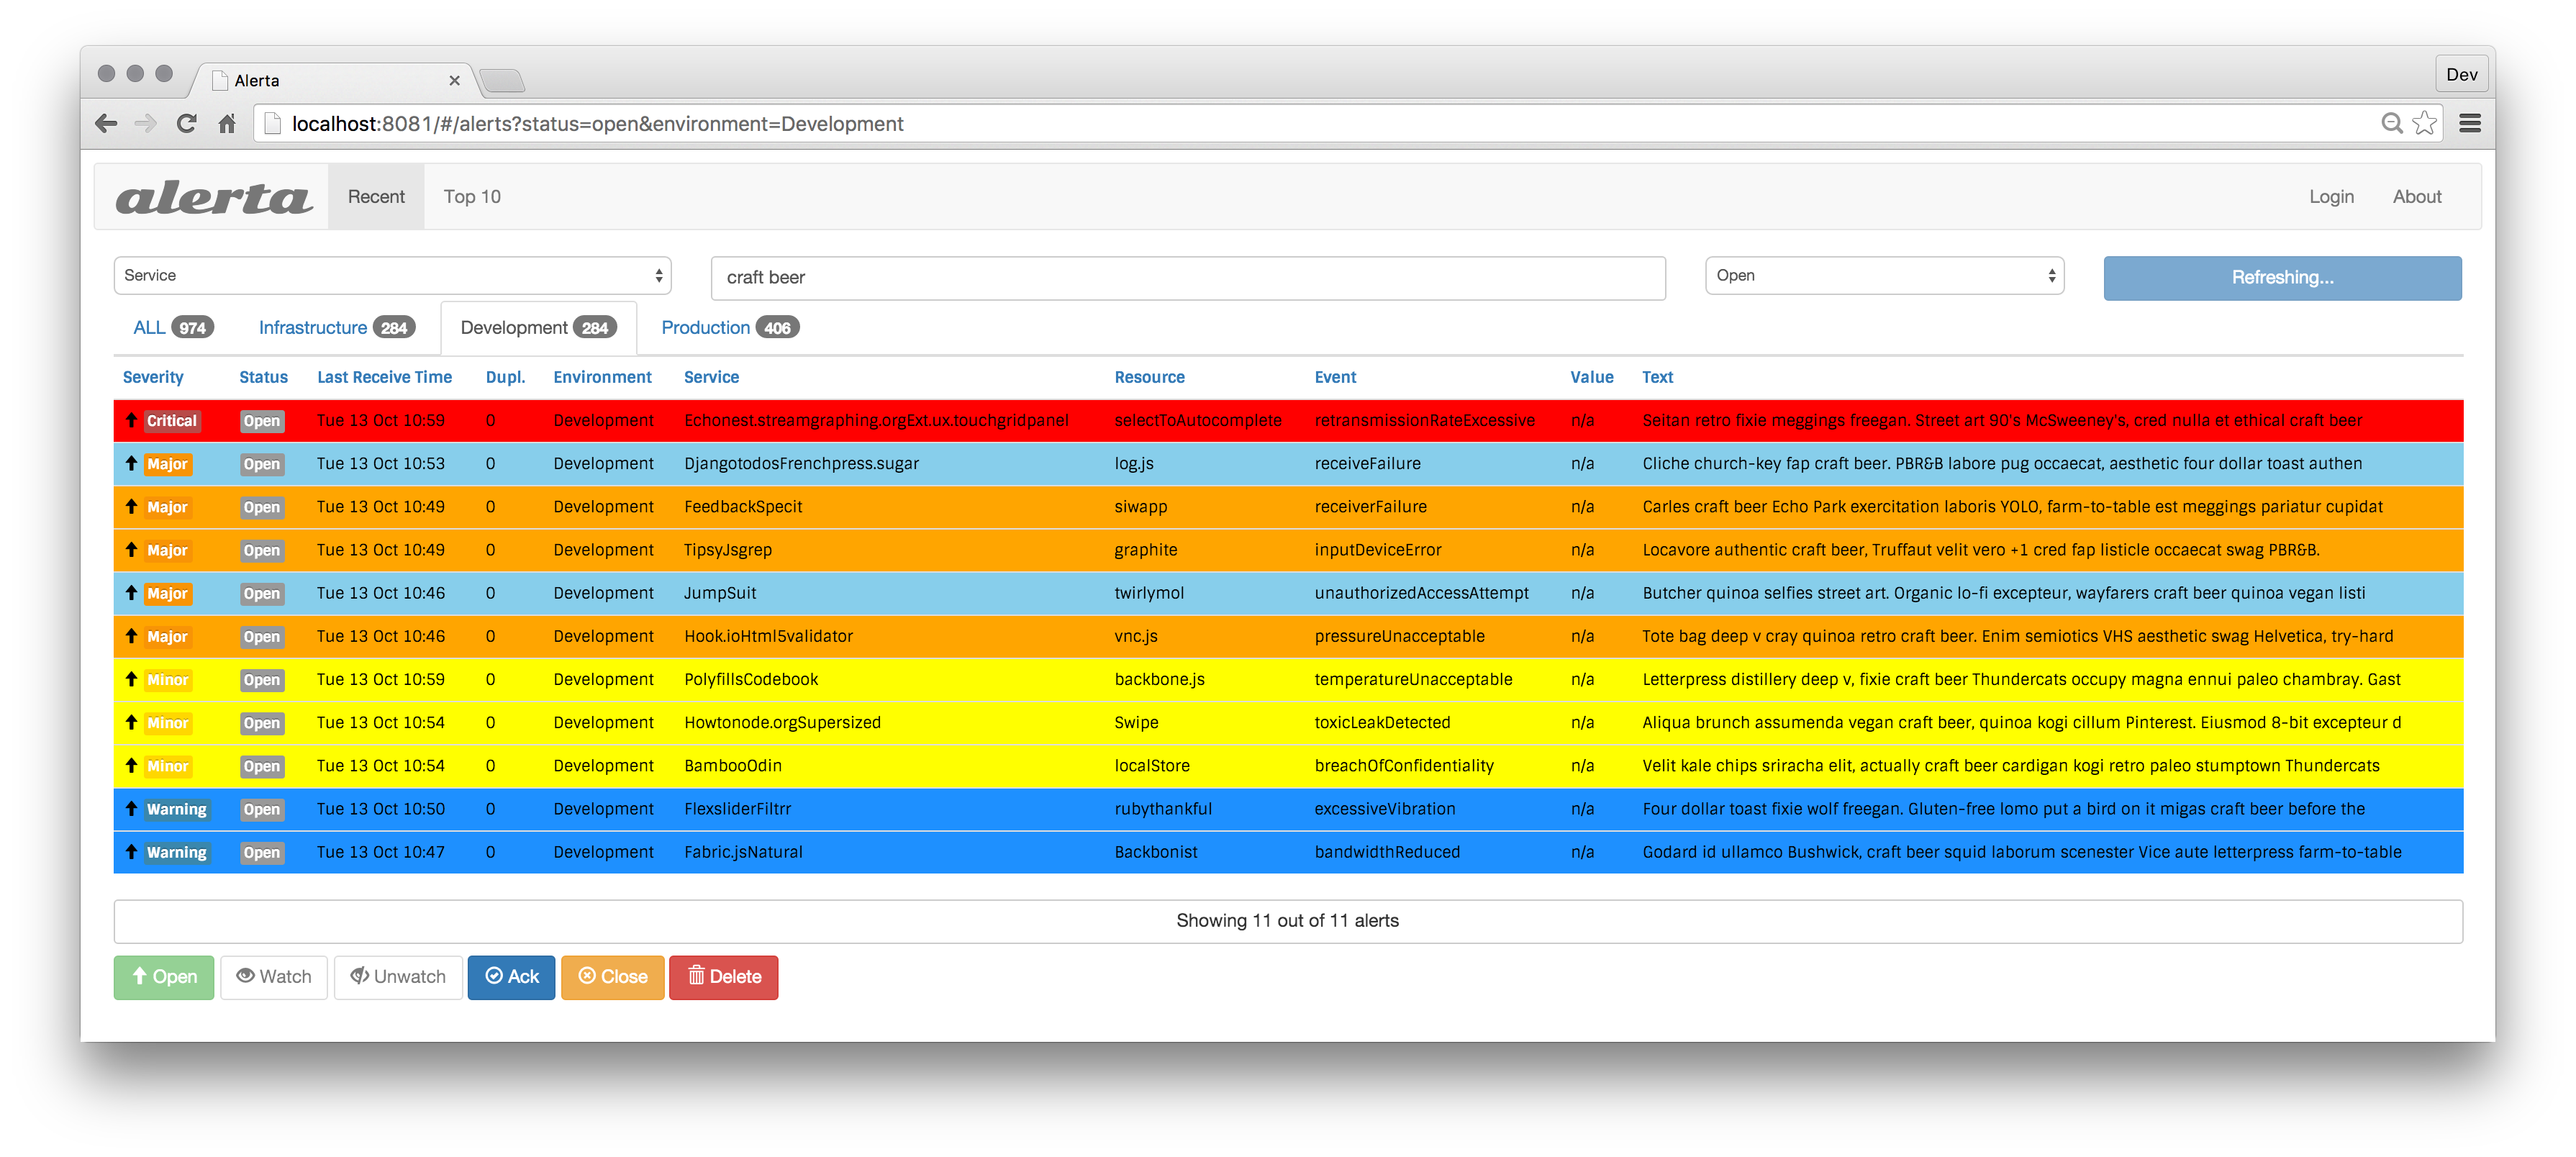 Alerta
Dev
localhost:8081/#/alerts?status=open&environment=Development
alerta Recent Top 10 Login About
Service craft beer Open Refreshing...
ALL 974 Infrastructure 284 Development 284 Production 406
Severity Status Last Receive Time Dupl. Environment Service Resource Event Value Text
Critical Open Tue 13 Oct 10:59 0 Development Echonest.streamgraphing.orgExt.ux.touchgridpanel selectToAutocomplete retransmissionRateExcessive n/a Seitan retro fixie meggings freegan. Street art 90's McSweeney's, cred nulla et ethical craft beer
Major Open Tue 13 Oct 10:53 0 Development DjangotodosFrenchpress.sugar log.js receiveFailure n/a Cliche church-key fap craft beer. PBR&B labore pug occaecat, aesthetic four dollar toast authen
Major Open Tue 13 Oct 10:49 0 Development FeedbackSpecit siwapp receiverFailure n/a Carles craft beer Echo Park exercitation laboris YOLO, farm-to-table est meggings pariatur cupidat
Major Open Tue 13 Oct 10:49 0 Development TipsyJsgrep graphite inputDeviceError n/a Locavore authentic craft beer, Truffaut velit vero +1 cred fap listicle occaecat swag PBR&B.
Major Open Tue 13 Oct 10:46 0 Development JumpSuit twirlymol unauthorizedAccessAttempt n/a Butcher quinoa selfies street art. Organic lo-fi excepteur, wayfarers craft beer quinoa vegan listi
Major Open Tue 13 Oct 10:46 0 Development Hook.ioHtml5validator vnc.js pressureUnacceptable n/a Tote bag deep v cray quinoa retro craft beer. Enim semiotics VHS aesthetic swag Helvetica, try-hard
Minor Open Tue 13 Oct 10:59 0 Development PolyfillsCodebook backbone.js temperatureUnacceptable n/a Letterpress distillery deep v, fixie craft beer Thundercats occupy magna ennui paleo chambray. Gast
Minor Open Tue 13 Oct 10:54 0 Development Howtonode.orgSupersized Swipe toxicLeakDetected n/a Aliqua brunch assumenda vegan craft beer, quinoa kogi cillum Pinterest. Eiusmod 8-bit excepteur d
Minor Open Tue 13 Oct 10:54 0 Development BambooOdin localStore breachOfConfidentiality n/a Velit kale chips sriracha elit, actually craft beer cardigan kogi retro paleo stumptown Thundercats
Warning Open Tue 13 Oct 10:50 0 Development FlexsliderFiltrr rubythankful excessiveVibration n/a Four dollar toast fixie wolf freegan. Gluten-free lomo put a bird on it migas craft beer before the
Warning Open Tue 13 Oct 10:47 0 Development Fabric.jsNatural Backbonist bandwidthReduced n/a Godard id ullamco Bushwick, craft beer squid laborum scenester Vice aute letterpress farm-to-table
Showing 11 out of 11 alerts
Open Watch Unwatch Ack Close Delete